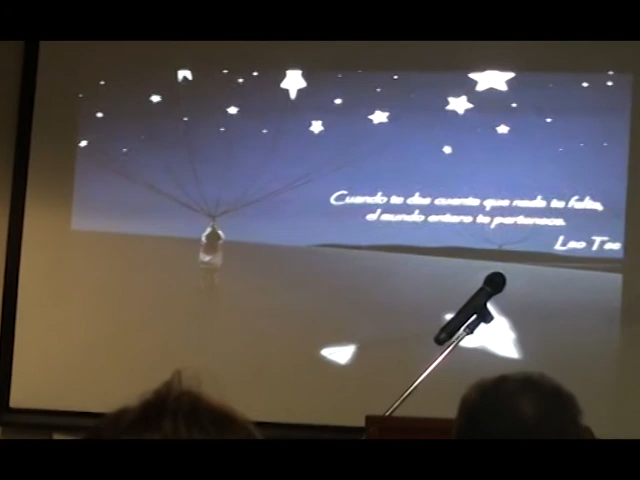 Cuando te das cuenta que nada te falta,
el mundo entero te pertenece.
Lao Tse